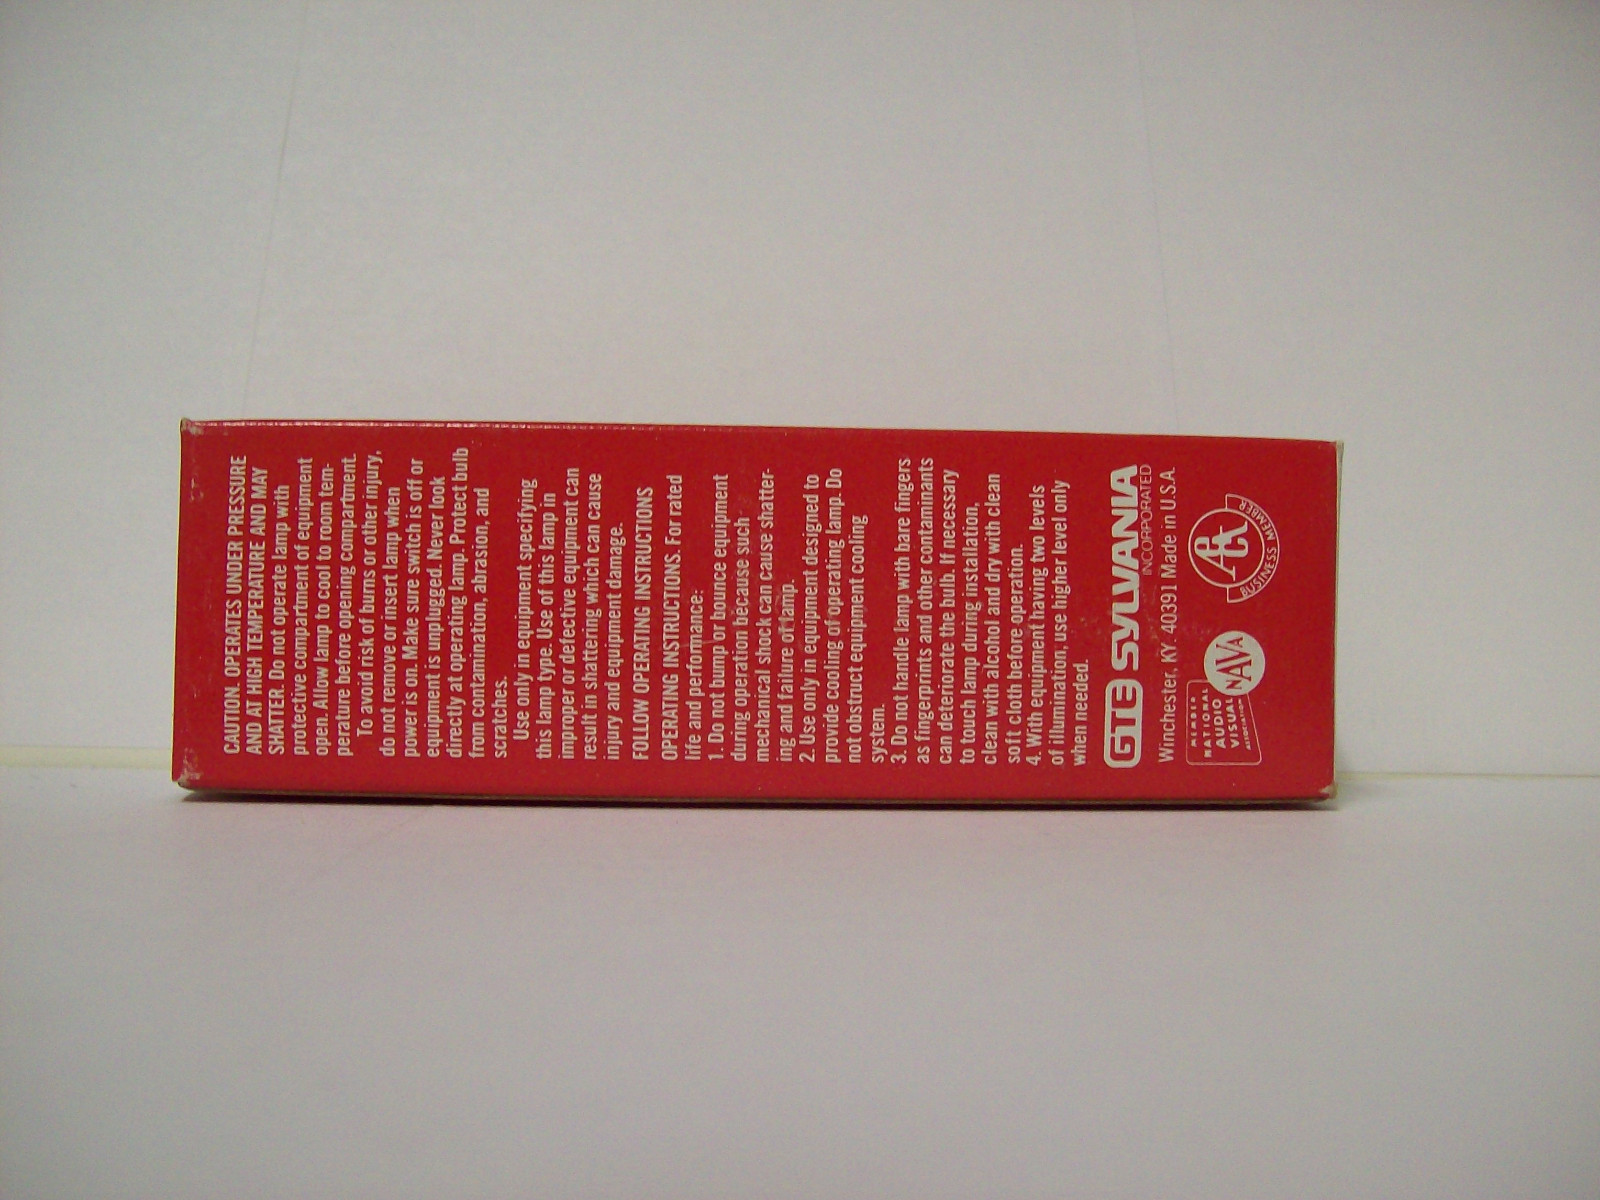 CAUTION. OPERATES UNDER PRESSURE
AND AT HIGH TEMPERATURE AND MAY
SHATTER. Do not operate lamp with
protective compartment of equipment
open. Allow lamp to cool to room tem-
perature before opening compartment.
To avoid risk of burns or other injury,
do not remove or insert lamp when
power is on. Make sure switch is off or
equipment is unplugged. Never look
directly at operating lamp. Protect bulb
from contamination, abrasion, and
scratches.
Use only in equipment specifying
this lamp type. Use of this lamp in
improper or defective equipment can
result in shattering which can cause
injury and equipment damage.
FOLLOW OPERATING INSTRUCTIONS
OPERATING INSTRUCTIONS. For rated
life and performance:
1. Do not bump or bounce equipment
during operation because such
mechanical shock can cause shatter-
ing and failure of lamp.
2. Use only in equipment designed to
provide cooling of operating lamp. Do
not obstruct equipment cooling
system.
3. Do not handle lamp with bare fingers
as fingerprints and other contaminants
can deteriorate the bulb. If necessary
to touch lamp during installation,
clean with alcohol and dry with clean
soft cloth before operation.
4. With equipment having two levels
of illumination, use higher level only
when needed.
GTE SYLVANIA
INCORPORATED
Winchester, KY 40391 Made in U.S.A.
MEMBER
NATIONAL
AUDIO
VISUAL
ASSOCIATION
NAVA
BUSINESS MEMBER